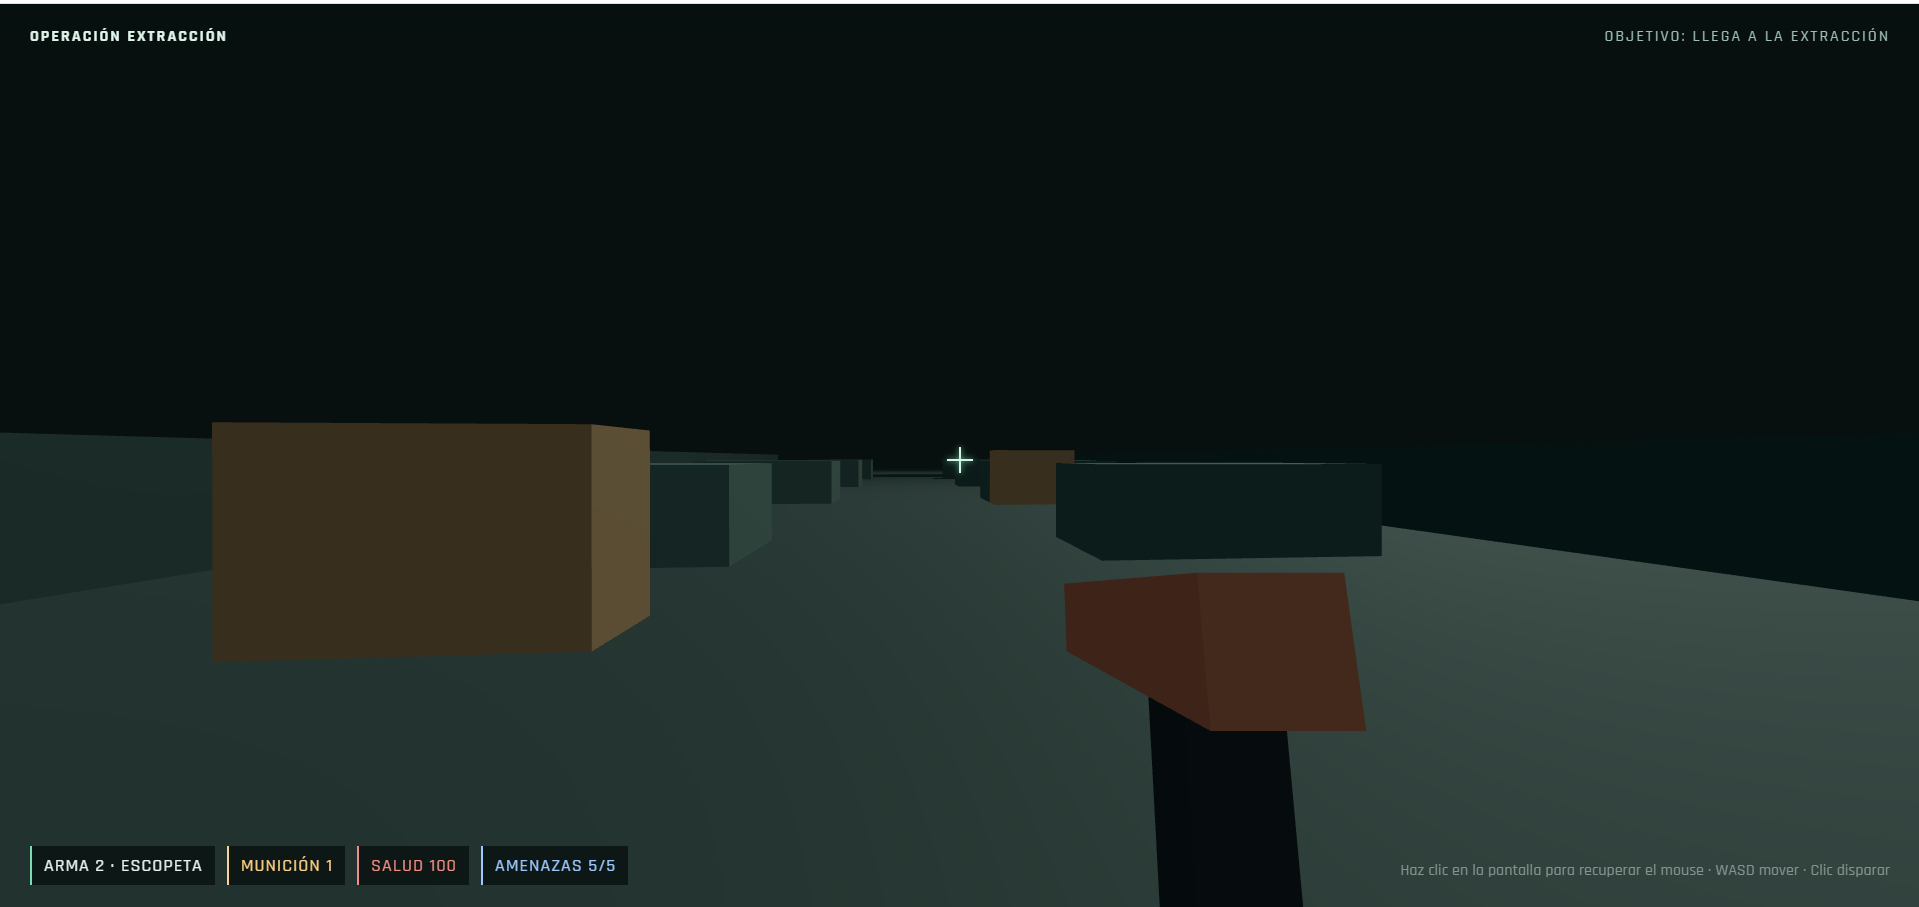 OPERACIÓN EXTRACCIÓN
OBJETIVO: LLEGA A LA EXTRACCIÓN
ARMA 2 · ESCOPETA
MUNICIÓN 1
SALUD 100
AMENAZAS 5/5
Haz clic en la pantalla para recuperar el mouse · WASD mover · Clic disparar